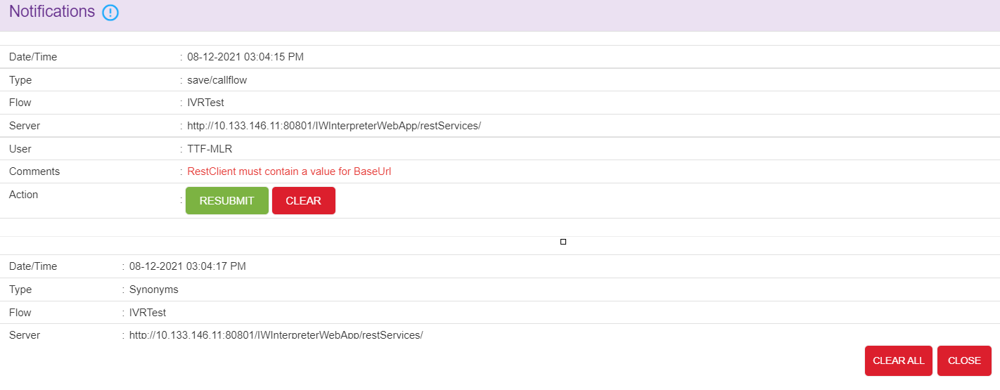 Notifications
Date/Time : 08-12-2021 03:04:15 PM
Type : save/callflow
Flow : IVRTest
Server : http://10.133.146.11:80801/IWInterpreterWebApp/restServices/
User : TTF-MLR
Comments : RestClient must contain a value for BaseUrl
Action : RESUBMIT CLEAR
Date/Time : 08-12-2021 03:04:17 PM
Type : Synonyms
Flow : IVRTest
Server : http://10.133.146.11:80801/IWInterpreterWebApp/restServices/
CLEAR ALL CLOSE